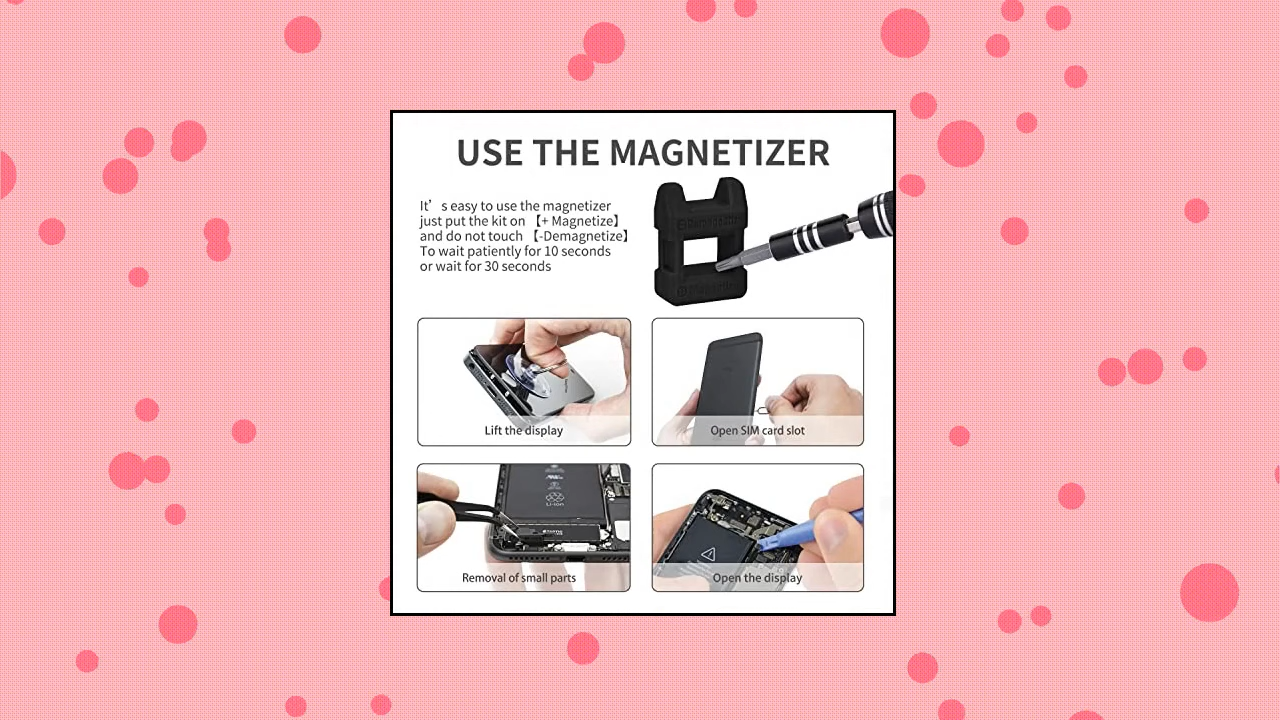 USE THE MAGNETIZER
It’s easy to use the magnetizer
just put the kit on 【+ Magnetize】
and do not touch 【-Demagnetize】
To wait patiently for 10 seconds
or wait for 30 seconds
Lift the display
Open SIM card slot
Li-ion
Removal of small parts
Open the display